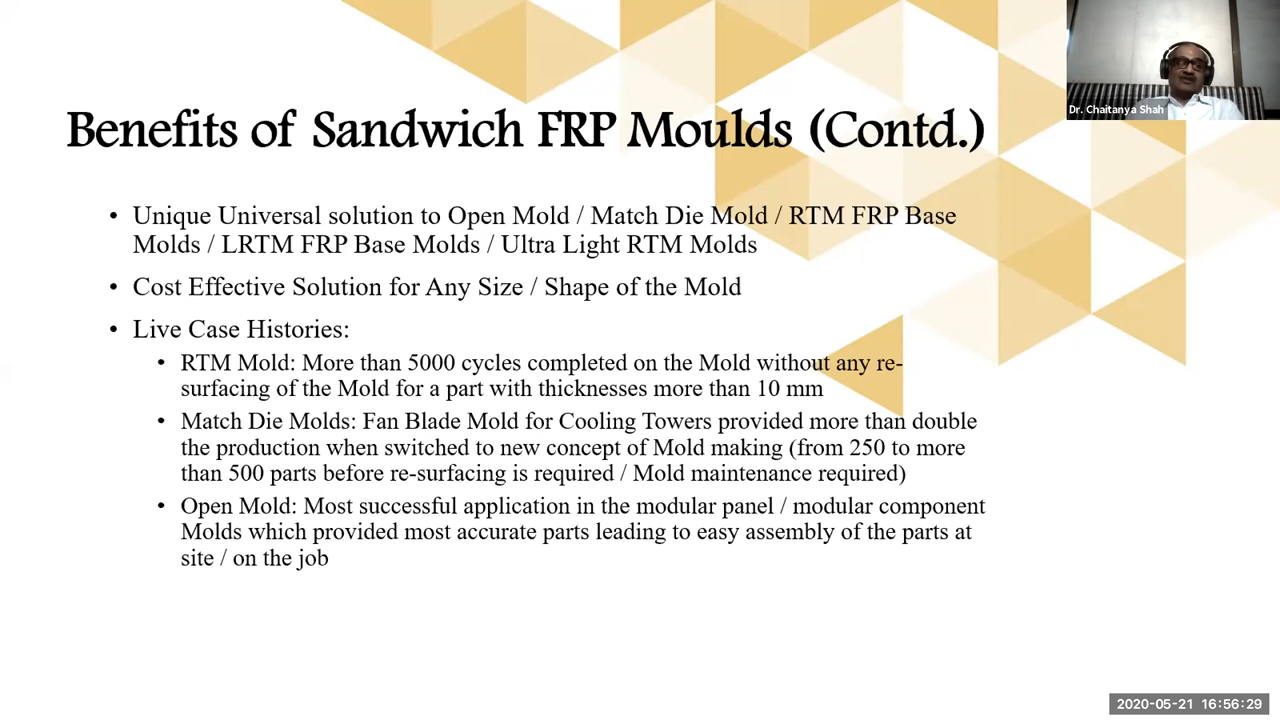 Dr. Chaitanya Shah
Benefits of Sandwich FRP Moulds (Contd.)
• Unique Universal solution to Open Mold / Match Die Mold / RTM FRP Base
Molds / LRTM FRP Base Molds / Ultra Light RTM Molds
• Cost Effective Solution for Any Size / Shape of the Mold
• Live Case Histories:
• RTM Mold: More than 5000 cycles completed on the Mold without any re-
surfacing of the Mold for a part with thicknesses more than 10 mm
• Match Die Molds: Fan Blade Mold for Cooling Towers provided more than double
the production when switched to new concept of Mold making (from 250 to more
than 500 parts before re-surfacing is required / Mold maintenance required)
• Open Mold: Most successful application in the modular panel / modular component
Molds which provided most accurate parts leading to easy assembly of the parts at
site / on the job
2020-05-21 16:56:29